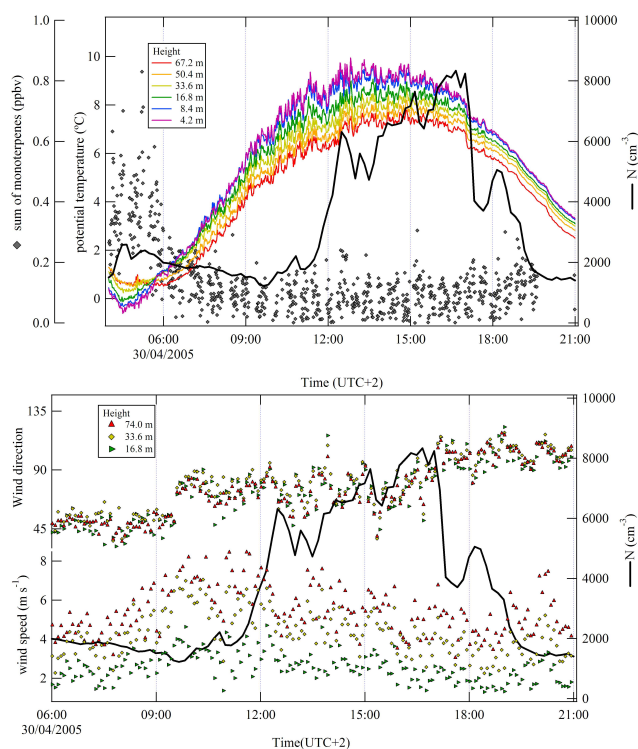 1.0
0.8
0.6
0.4
0.2
0.0
sum of monoterpenes (ppbv)
10
8
6
4
2
0
potential temperature (°C)
Height
67.2 m
50.4 m
33.6 m
16.8 m
8.4 m
4.2 m
10000
8000
6000
4000
2000
0
N (cm⁻³)
06:00
30/04/2005
09:00
12:00
15:00
18:00
21:00
Time (UTC+2)
135
90
45
Wind direction
8
6
4
2
wind speed (m s⁻¹)
Height
74.0 m
33.6 m
16.8 m
10000
8000
6000
4000
2000
0
N (cm⁻³)
06:00
30/04/2005
09:00
12:00
15:00
18:00
21:00
Time(UTC+2)